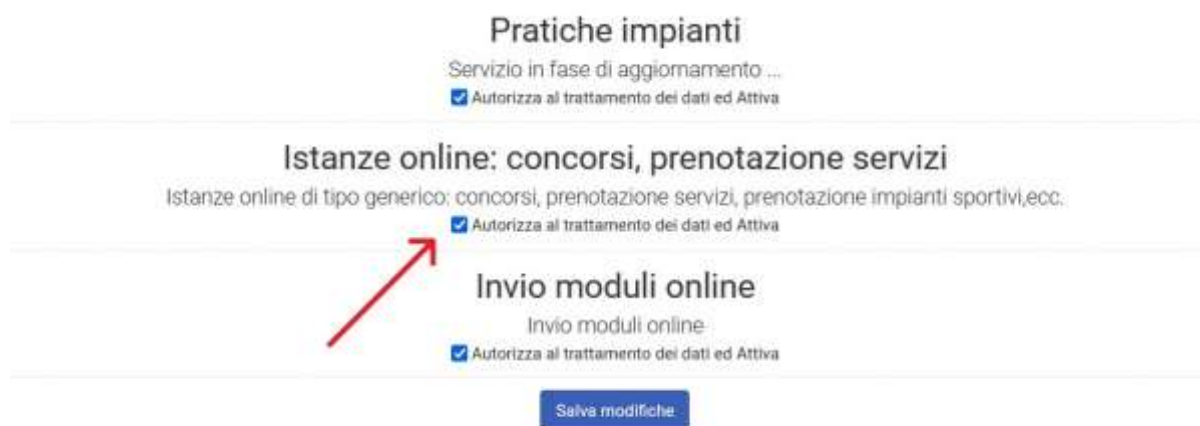 Pratiche impianti
Servizio in fase di aggiornamento ...
Autorizza al trattamento dei dati ed Attiva
Istanze online: concorsi, prenotazione servizi
Istanze online di tipo generico: concorsi, prenotazione servizi, prenotazione impianti sportivi,ecc.
Autorizza al trattamento dei dati ed Attiva
Invio moduli online
Invio moduli online
Autorizza al trattamento dei dati ed Attiva
Salva modifiche